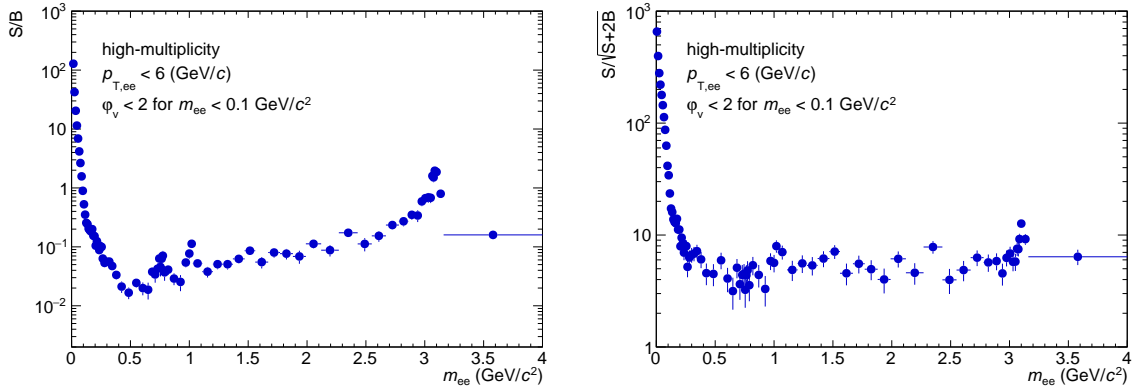 S/B
10³
10²
10
1
10⁻¹
10⁻²
high-multiplicity
p_T,ee < 6 (GeV/c)
φ_v < 2 for m_ee < 0.1 GeV/c²
0 0.5 1 1.5 2 2.5 3 3.5 4
m_ee (GeV/c²)
S/√S+2B
10³
10²
10
1
high-multiplicity
p_T,ee < 6 (GeV/c)
φ_v < 2 for m_ee < 0.1 GeV/c²
0 0.5 1 1.5 2 2.5 3 3.5 4
m_ee (GeV/c²)